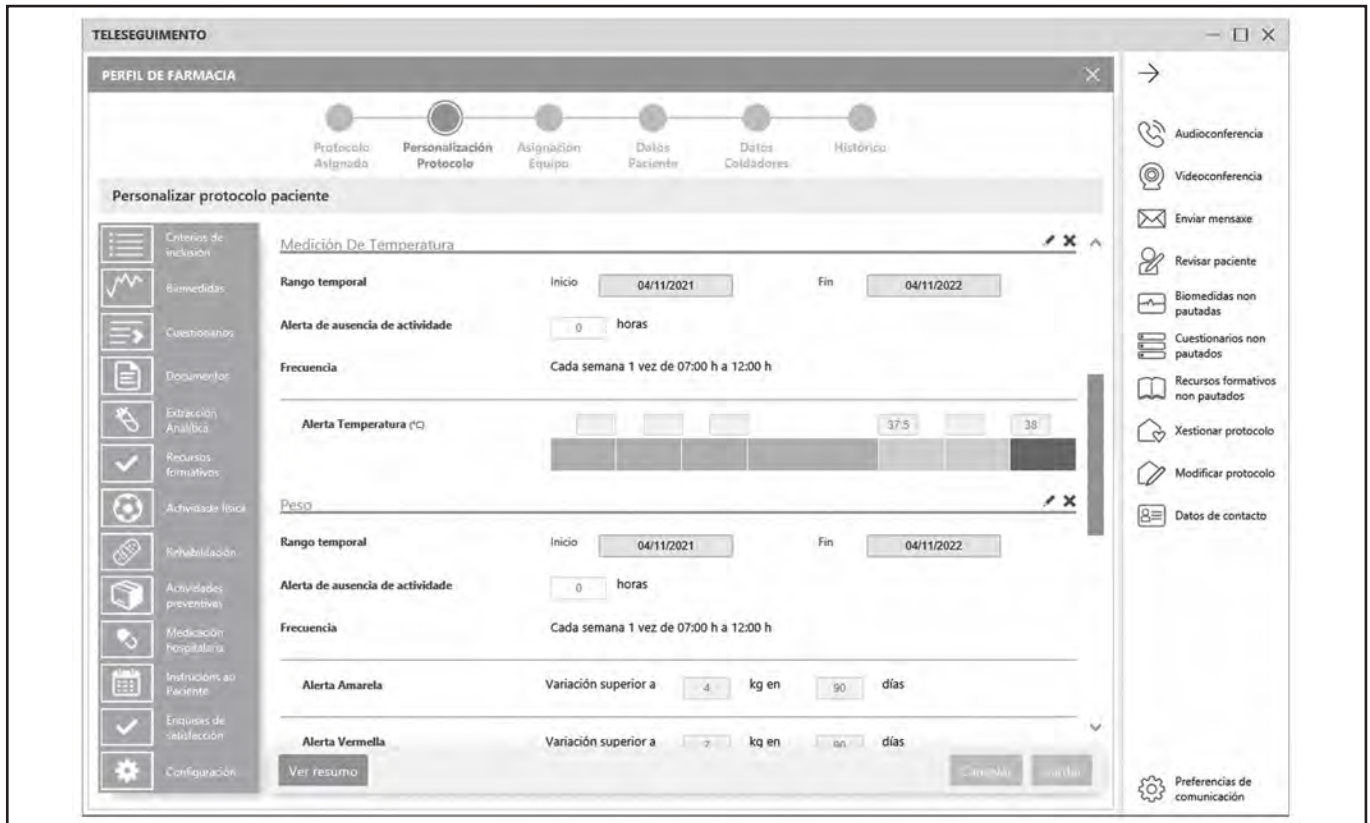 TELESEGUIMENTO
PERFIL DE FARMACIA
Protocolo
Asignado
Personalización
Protocolo
Asignación
Equipo
Datos
Paciente
Datos
Coidadores
Histórico
Personalizar protocolo paciente
Criterios de
inclusión
Biomedidas
Cuestionarios
Documentos
Extracción
Analítica
Recursos
formativos
Actividade física
Rehabilitación
Actividades
preventivas
Medicación
hospitalaria
Instrucións ao
Paciente
Enquisas de
satisfacción
Configuración
Medición De Temperatura
Rango temporal Inicio 04/11/2021 Fin 04/11/2022
Alerta de ausencia de actividade 0 horas
Frecuencia Cada semana 1 vez de 07:00 h a 12:00 h
Alerta Temperatura (ºC) 37.5 38
Peso
Rango temporal Inicio 04/11/2021 Fin 04/11/2022
Alerta de ausencia de actividade 0 horas
Frecuencia Cada semana 1 vez de 07:00 h a 12:00 h
Alerta Amarela Variación superior a 4 kg en 90 días
Alerta Vermella Variación superior a 7 kg en 90 días
Ver resumo Cancelar
Audioconferencia
Videoconferencia
Enviar mensaxe
Revisar paciente
Biomedidas non
pautadas
Cuestionarios non
pautados
Recursos formativos
non pautados
Xestionar protocolo
Modificar protocolo
Datos de contacto
Preferencias de
comunicación